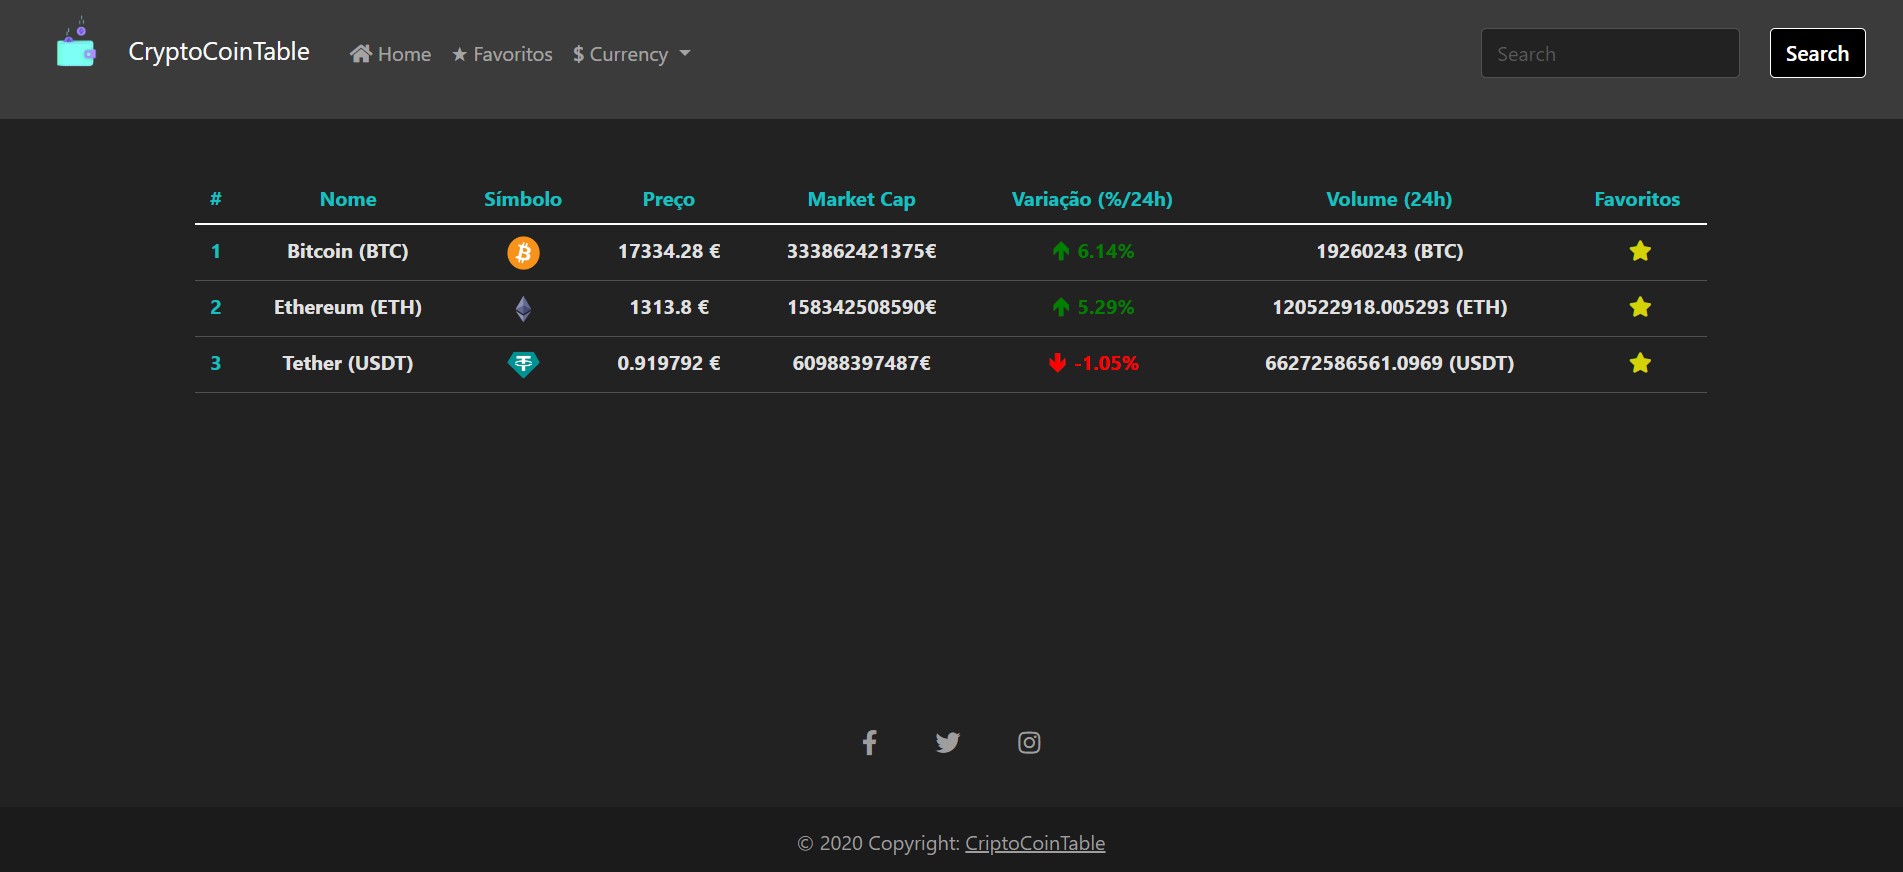 CryptoCoinTable Home ★ Favoritos $ Currency Search Search
# Nome Símbolo Preço Market Cap Variação (%/24h) Volume (24h) Favoritos
1 Bitcoin (BTC) 17334.28 € 333862421375€ 6.14% 19260243 (BTC)
2 Ethereum (ETH) 1313.8 € 158342508590€ 5.29% 120522918.005293 (ETH)
3 Tether (USDT) 0.919792 € 60988397487€ -1.05% 66272586561.0969 (USDT)
© 2020 Copyright: CriptoCoinTable